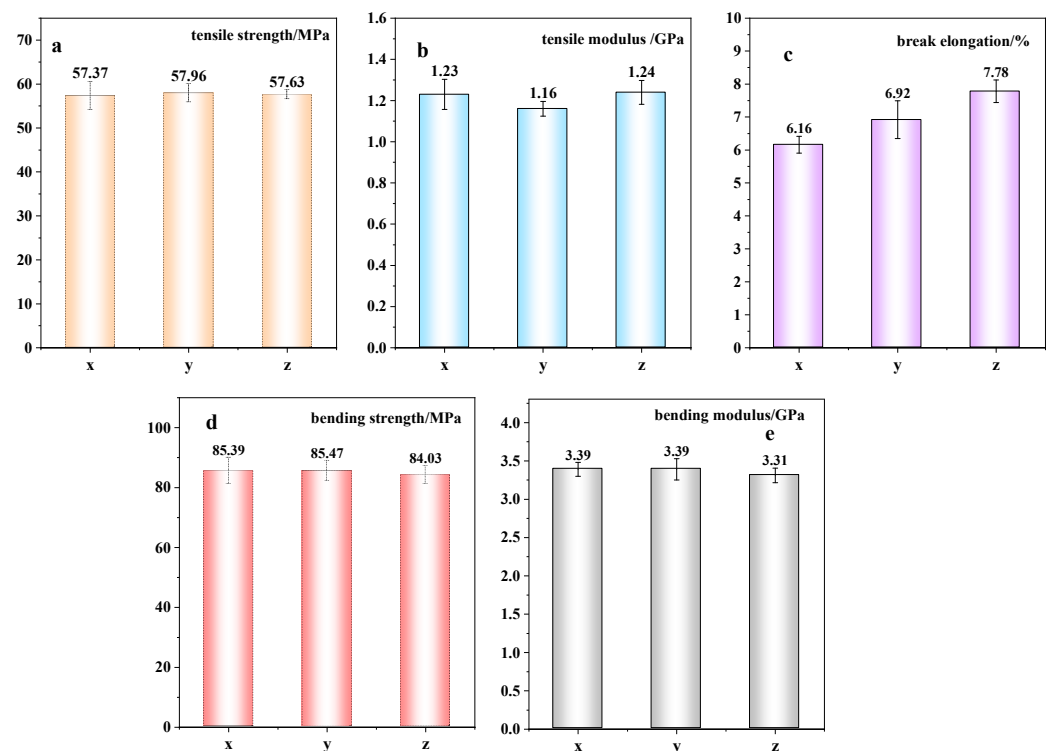 a
tensile strength/MPa
57.37
57.96
57.63
70
60
50
40
30
20
10
0
x
y
z
b
tensile modulus /GPa
1.23
1.16
1.24
1.6
1.4
1.2
1.0
0.8
0.6
0.4
0.2
0.0
x
y
z
c
break elongation/%
6.16
6.92
7.78
10
9
8
7
6
5
4
3
2
1
0
x
y
z
d
bending strength/MPa
85.39
85.47
84.03
100
80
60
40
20
0
x
y
z
bending modulus/GPa
e
3.39
3.39
3.31
4.0
3.5
3.0
2.5
2.0
1.5
1.0
0.5
0.0
x
y
z